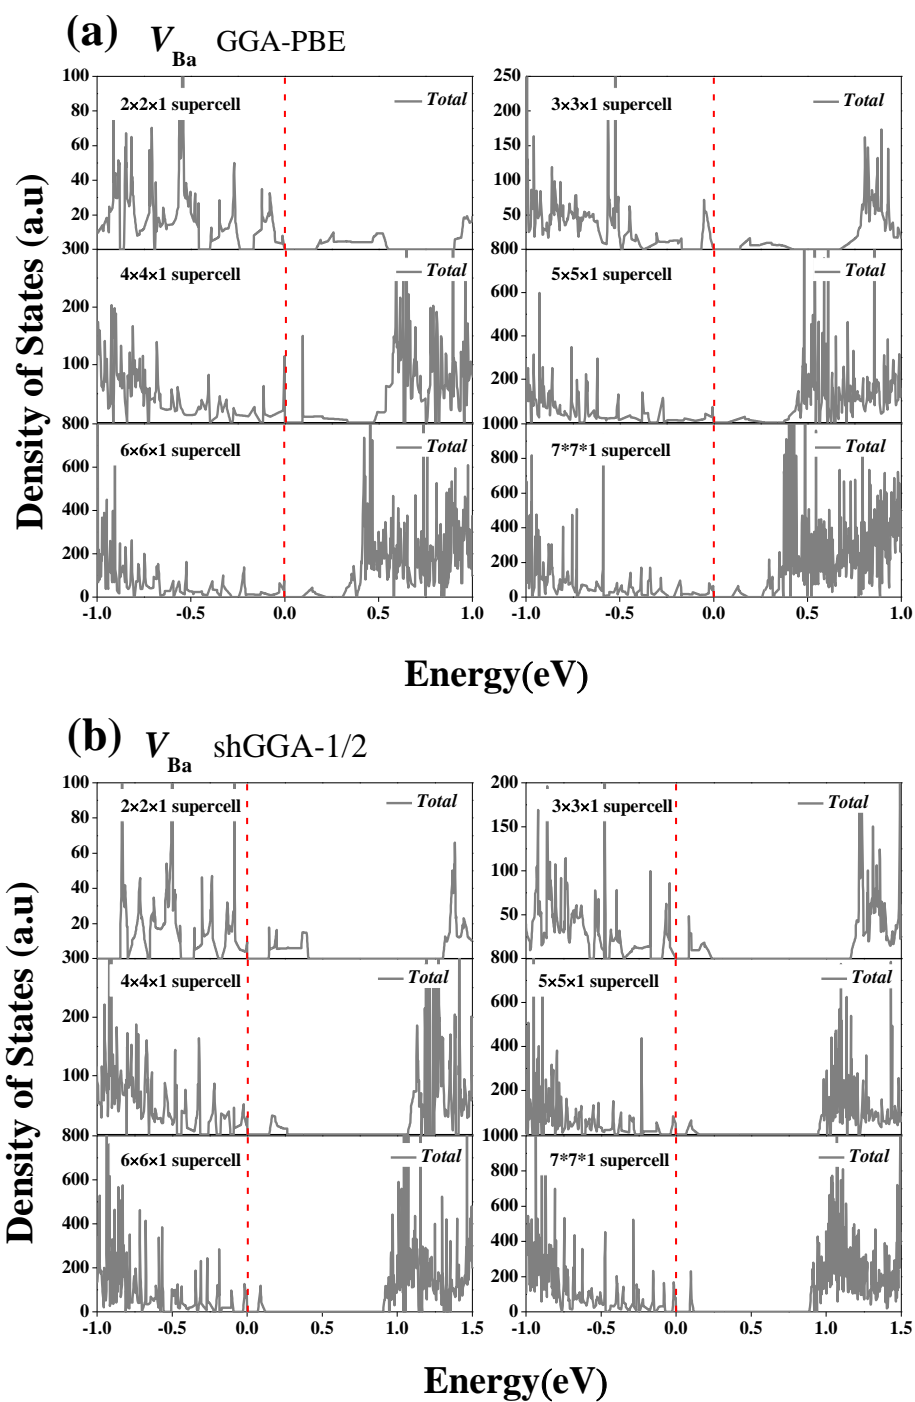 (a) V_Ba GGA-PBE
Density of States (a.u)
2×2×1 supercell
Total
100
80
60
40
20
3×3×1 supercell
Total
250
150
100
50
4×4×1 supercell
Total
300
200
100
5×5×1 supercell
Total
800
600
200
6×6×1 supercell
Total
800
600
400
200
0
-1.0 -0.5 0.0 0.5 1.0
7*7*1 supercell
Total
1000
800
600
400
200
0
-1.0 -0.5 0.0 0.5 1.0
Energy(eV)
(b) V_Ba shGGA-1/2
Density of States (a.u)
2×2×1 supercell
Total
100
80
60
40
20
3×3×1 supercell
Total
200
150
100
50
4×4×1 supercell
Total
300
200
100
5×5×1 supercell
Total
800
600
200
6×6×1 supercell
Total
800
600
400
200
0
-1.0 -0.5 0.0 0.5 1.0 1.5
7*7*1 supercell
Total
1000
800
600
400
200
0
-1.0 -0.5 0.0 0.5 1.0 1.5
Energy(eV)